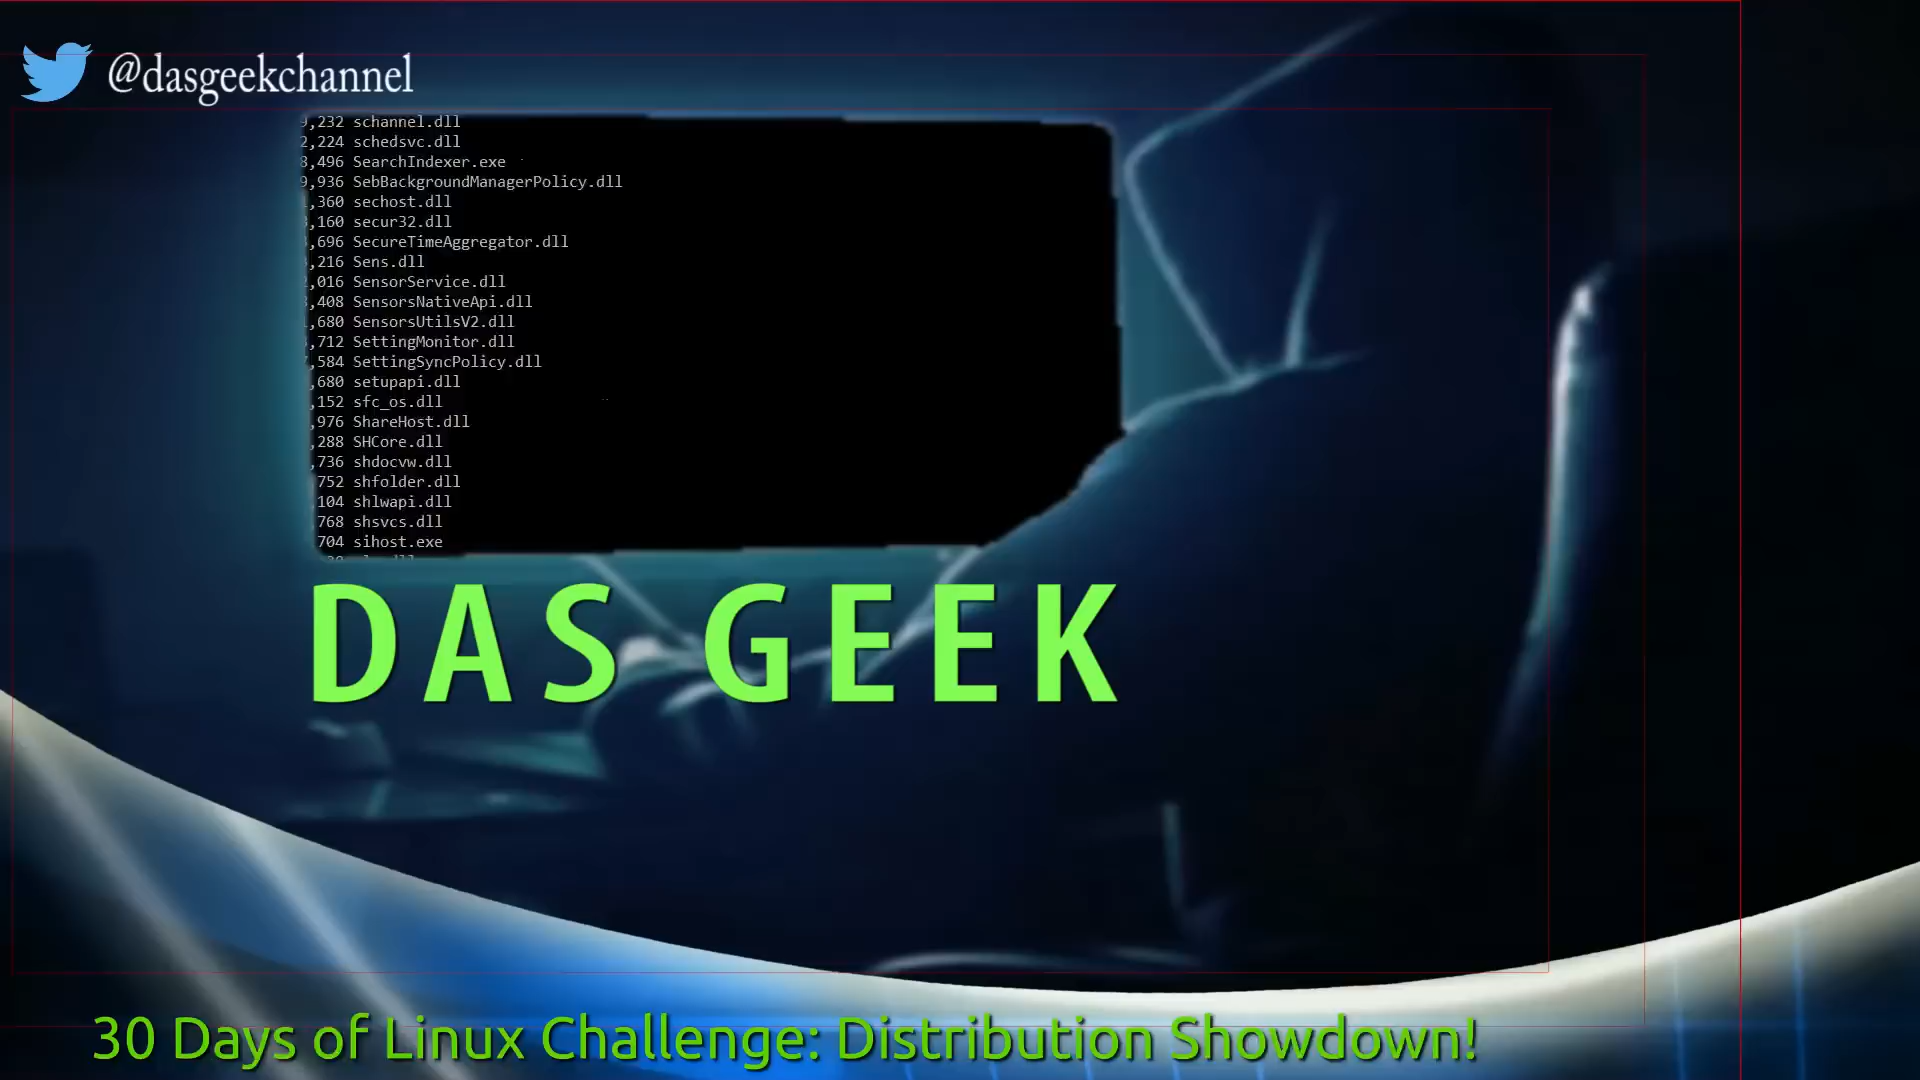 @dasgeekchannel
,232 schannel.dll
2,224 schedsvc.dll
8,496 SearchIndexer.exe
9,936 SebBackgroundManagerPolicy.dll
,360 sechost.dll
,160 secur32.dll
,696 SecureTimeAggregator.dll
,216 Sens.dll
,016 SensorService.dll
,408 SensorsNativeApi.dll
,680 SensorsUtilsV2.dll
,712 SettingMonitor.dll
,584 SettingSyncPolicy.dll
,680 setupapi.dll
,152 sfc_os.dll
,976 ShareHost.dll
,288 SHCore.dll
,736 shdocvw.dll
752 shfolder.dll
104 shlwapi.dll
768 shsvcs.dll
704 sihost.exe
DAS GEEK
30 Days of Linux Challenge: Distribution Showdown!